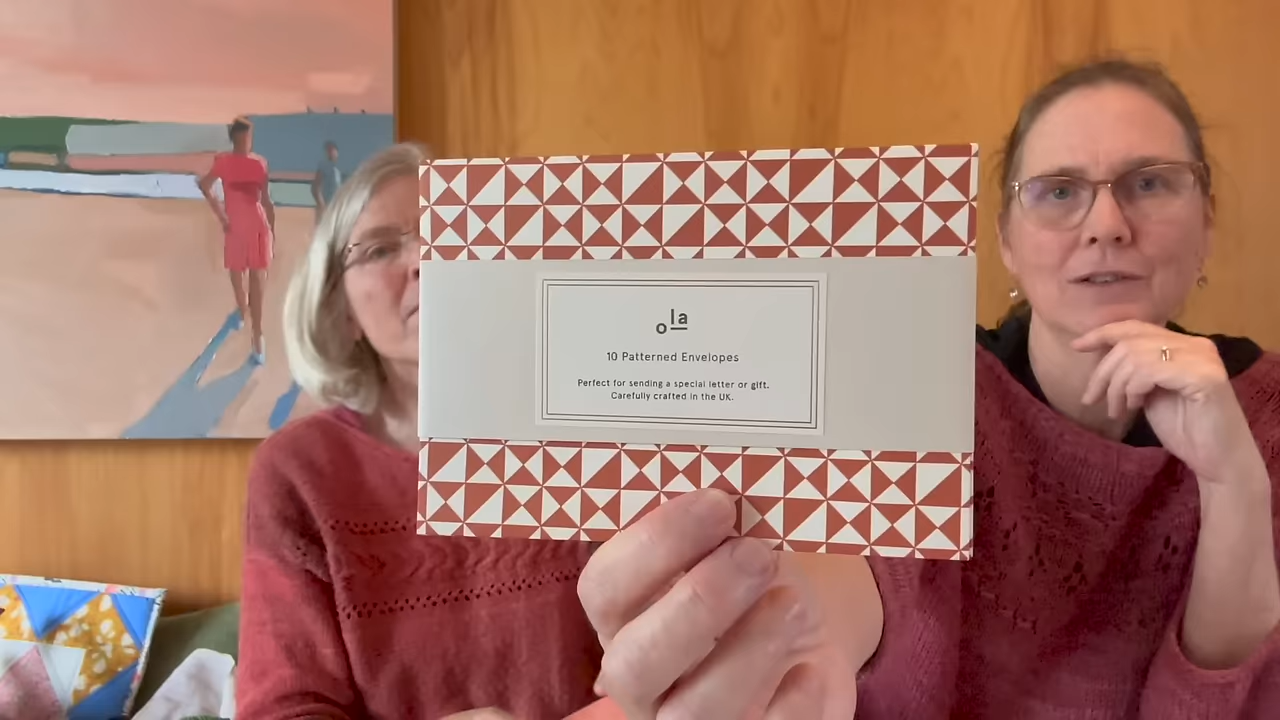 ola
10 Patterned Envelopes
Perfect for sending a special letter or gift.
Carefully crafted in the UK.